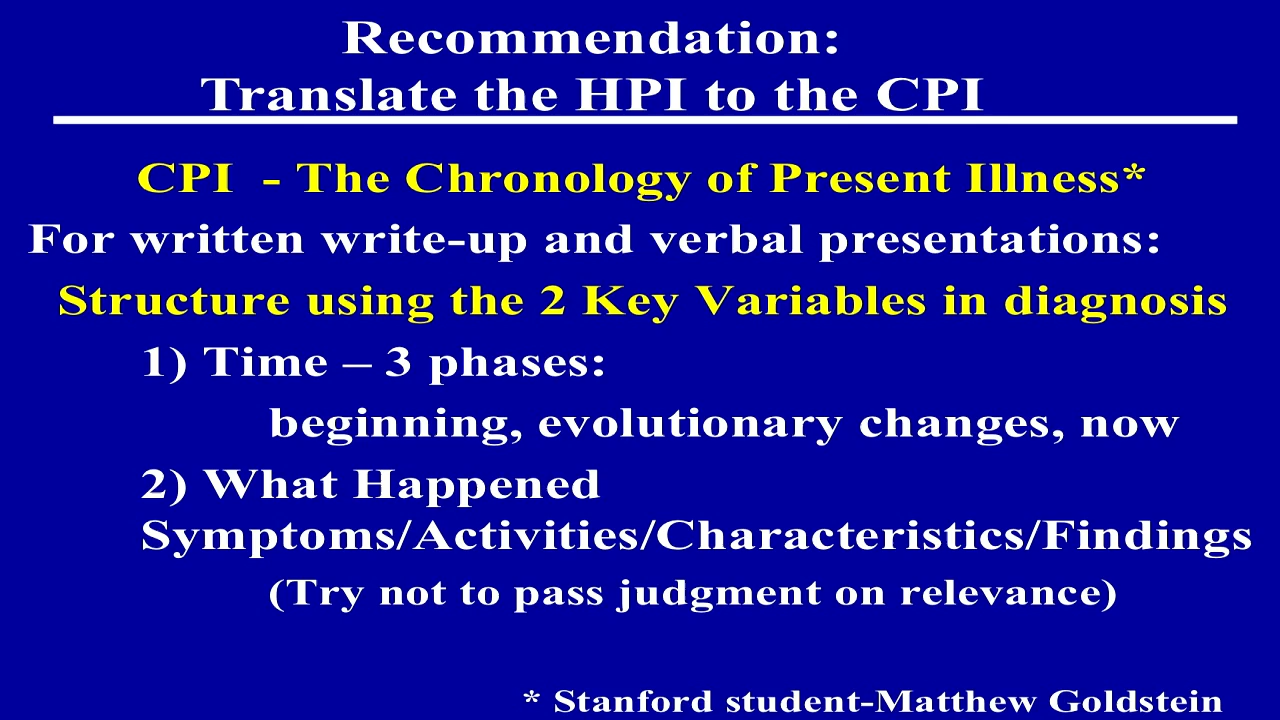 Recommendation:
Translate the HPI to the CPI
CPI - The Chronology of Present Illness*
For written write-up and verbal presentations:
Structure using the 2 Key Variables in diagnosis
1) Time – 3 phases:
beginning, evolutionary changes, now
2) What Happened
Symptoms/Activities/Characteristics/Findings
(Try not to pass judgment on relevance)
* Stanford student-Matthew Goldstein